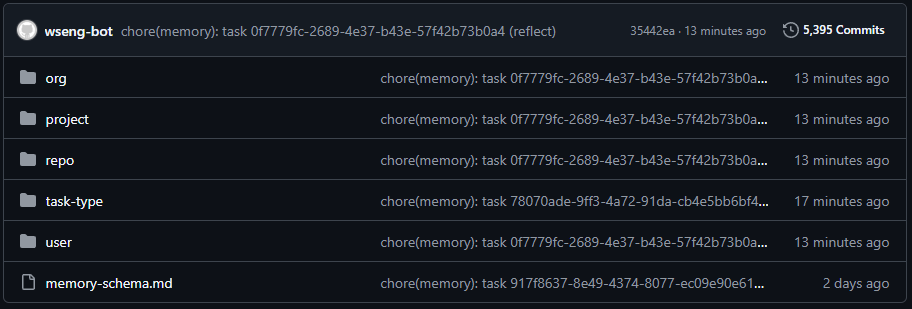 wseng-bot chore(memory): task 0f7779fc-2689-4e37-b43e-57f42b73b0a4 (reflect) 35442ea · 13 minutes ago 5,395 Commits
org chore(memory): task 0f7779fc-2689-4e37-b43e-57f42b73b0a... 13 minutes ago
project chore(memory): task 0f7779fc-2689-4e37-b43e-57f42b73b0a... 13 minutes ago
repo chore(memory): task 0f7779fc-2689-4e37-b43e-57f42b73b0a... 13 minutes ago
task-type chore(memory): task 78070ade-9ff3-4a72-91da-cb4e5bb6bf4... 17 minutes ago
user chore(memory): task 0f7779fc-2689-4e37-b43e-57f42b73b0a... 13 minutes ago
memory-schema.md chore(memory): task 917f8637-8e49-4374-8077-ec09e90e61... 2 days ago